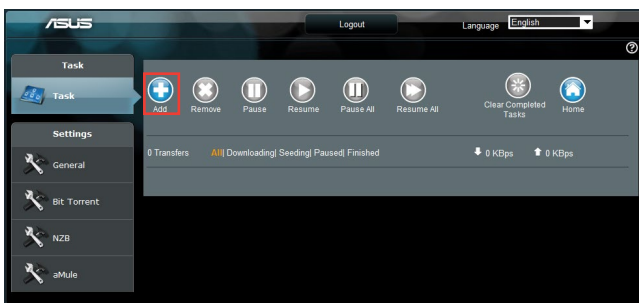 ASUS
Logout
Language English
Task
Task
Add Remove Pause Resume Pause All Resume All Clear Completed Tasks Home
0 Transfers All| Downloading| Seeding| Paused| Finished 0 KBps 0 KBps
Settings
General
Bit Torrent
NZB
aMule